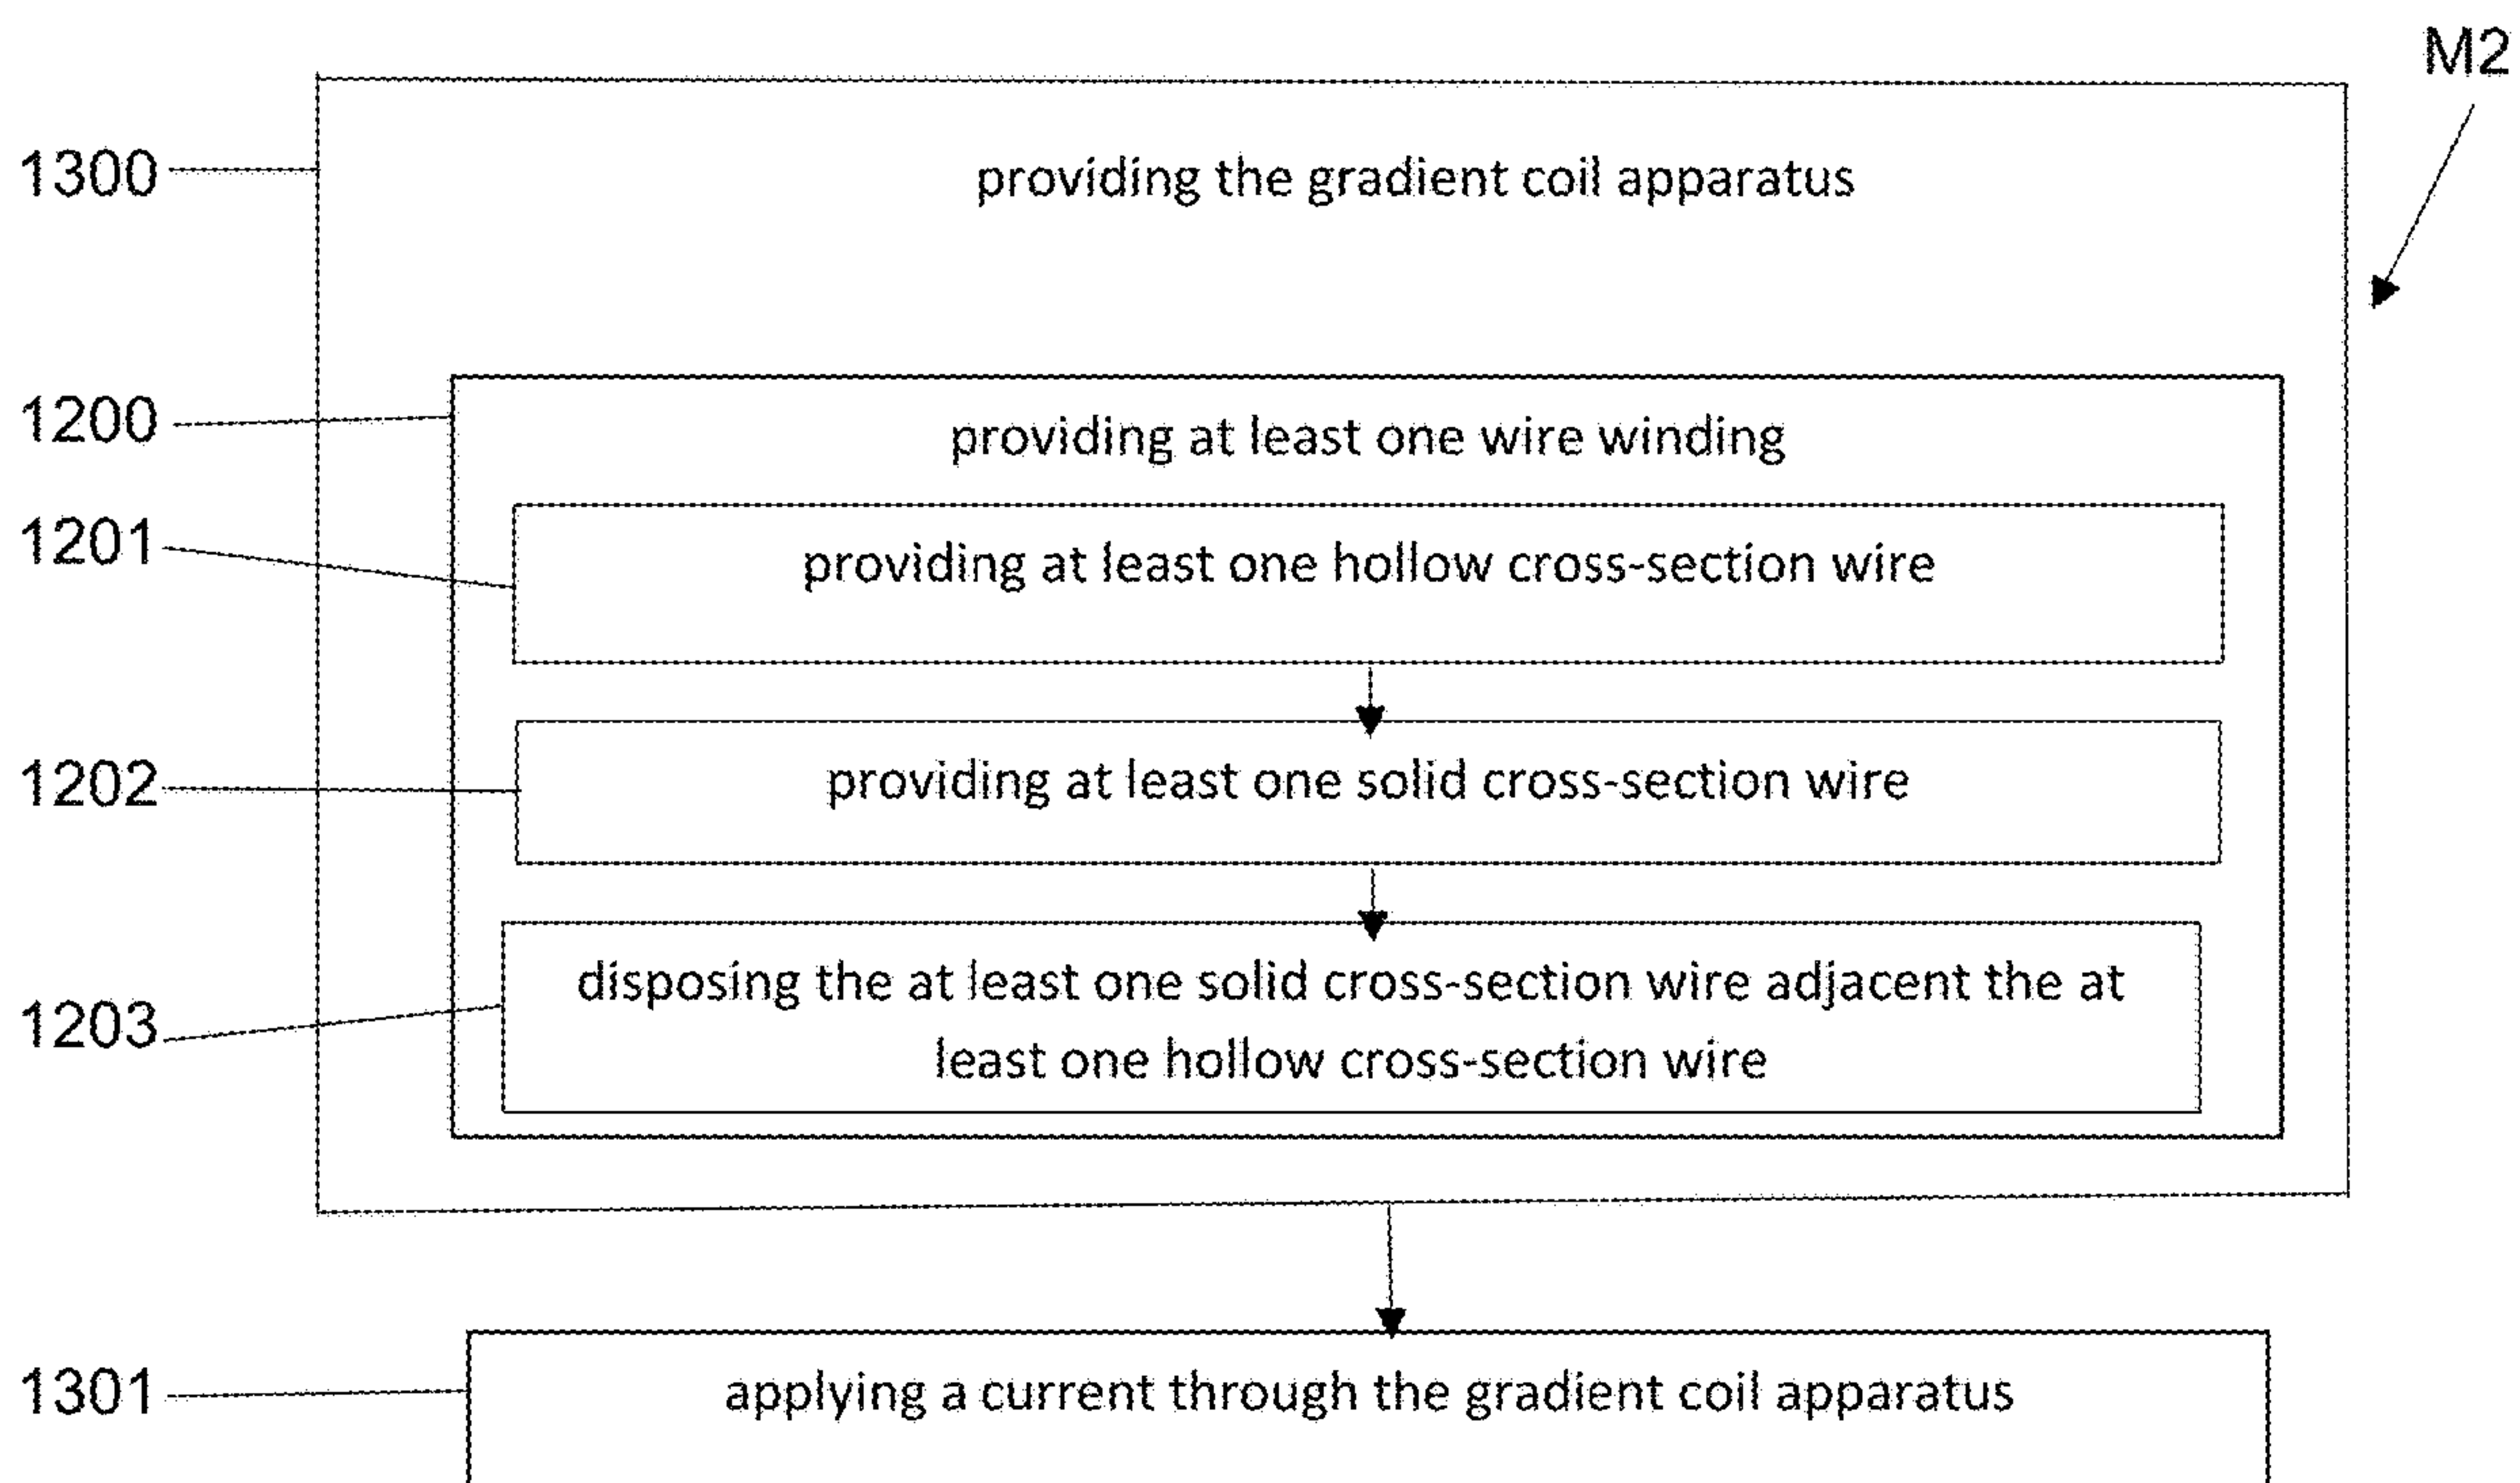 M2
1300
providing the gradient coil apparatus
1200
providing at least one wire winding
1201
providing at least one hollow cross-section wire
1202
providing at least one solid cross-section wire
1203
disposing the at least one solid cross-section wire adjacent the at
least one hollow cross-section wire
1301
applying a current through the gradient coil apparatus